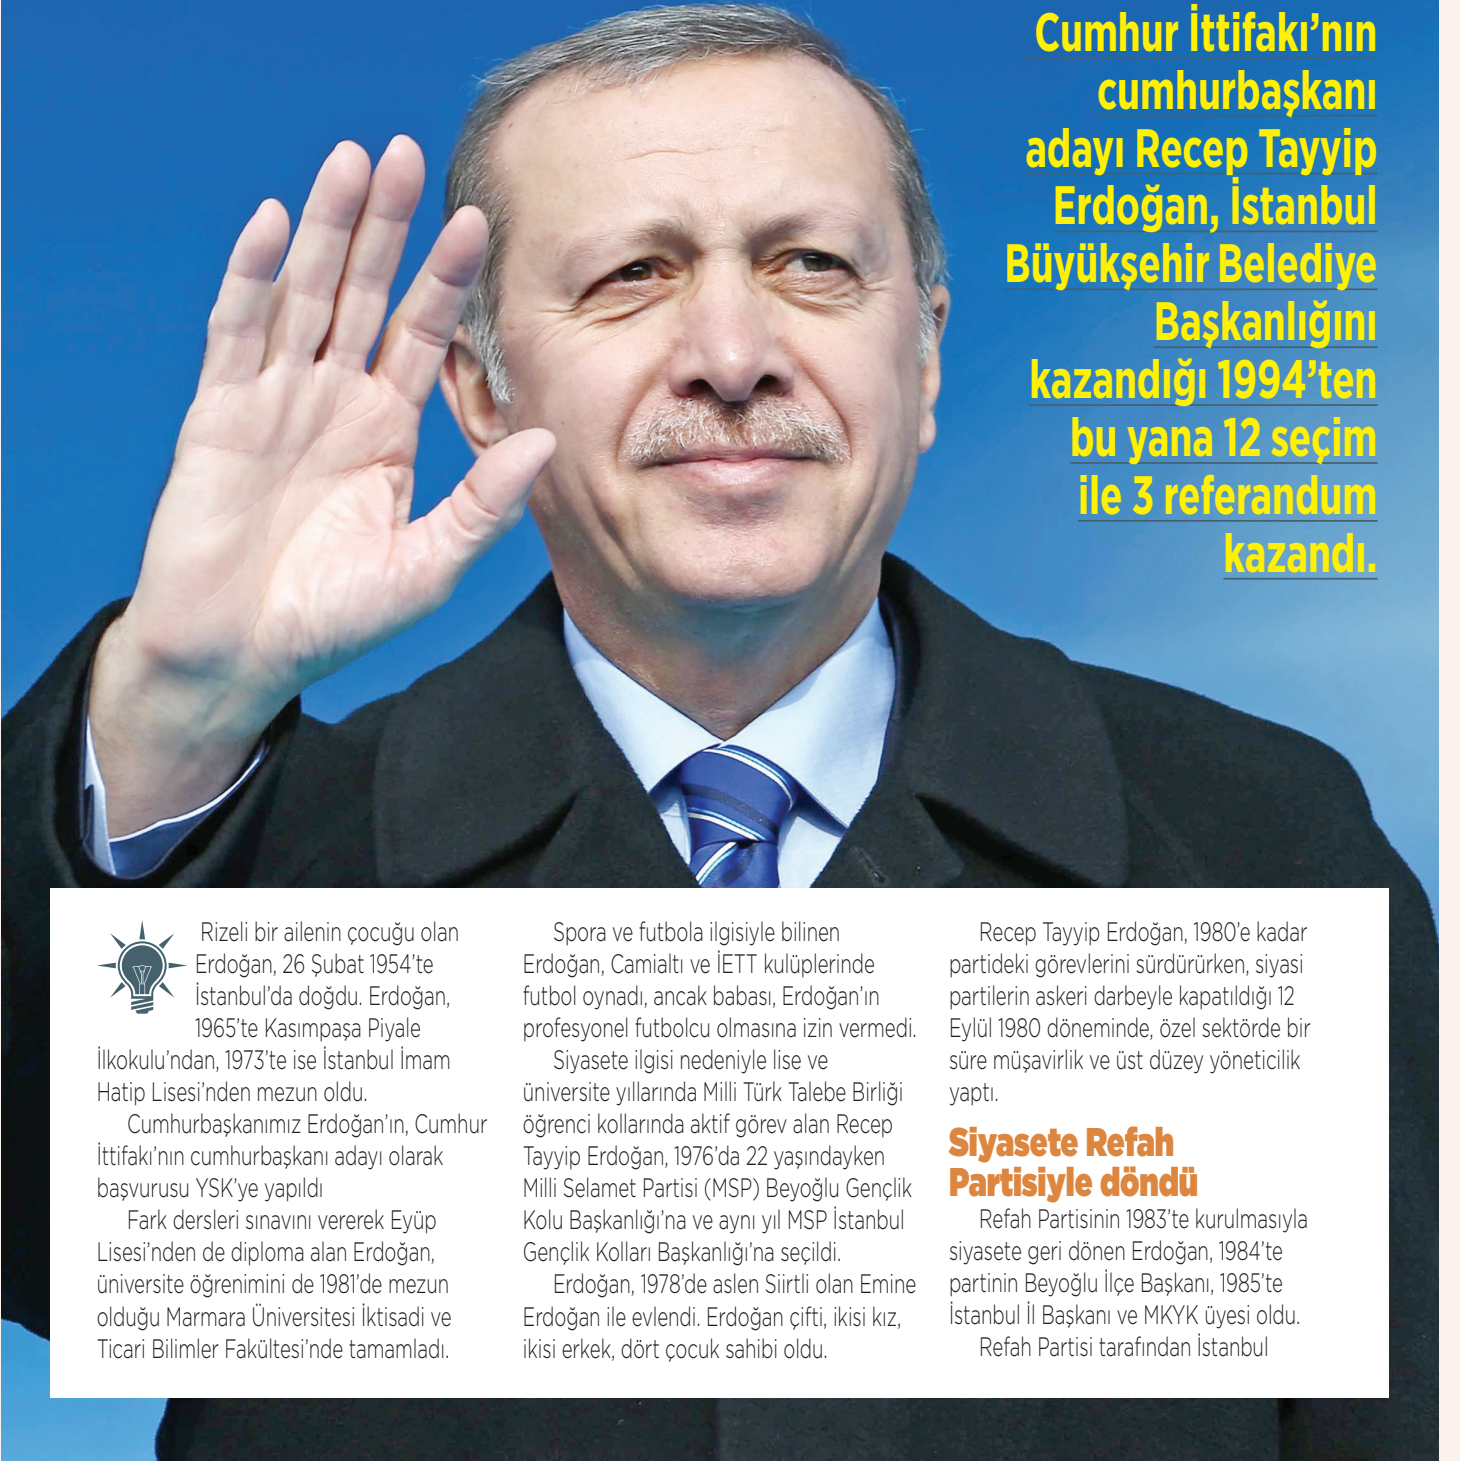 Cumhur İttifakı’nın
cumhurbaşkanı
adayı Recep Tayyip
Erdoğan, İstanbul
Büyükşehir Belediye
Başkanlığını
kazandığı 1994’ten
bu yana 12 seçim
ile 3 referandum
kazandı.
Rizeli bir ailenin çocuğu olan
Erdoğan, 26 Şubat 1954’te
İstanbul’da doğdu. Erdoğan,
1965’te Kasımpaşa Piyale
İlkokulu’ndan, 1973’te ise İstanbul İmam
Hatip Lisesi’nden mezun oldu.
Cumhurbaşkanımız Erdoğan’ın, Cumhur
İttifakı’nın cumhurbaşkanı adayı olarak
başvurusu YSK’ye yapıldı
Fark dersleri sınavını vererek Eyüp
Lisesi’nden de diploma alan Erdoğan,
üniversite öğrenimini de 1981’de mezun
olduğu Marmara Üniversitesi İktisadi ve
Ticari Bilimler Fakültesi’nde tamamladı.
Spora ve futbola ilgisiyle bilinen
Erdoğan, Camialtı ve İETT kulüplerinde
futbol oynadı, ancak babası, Erdoğan’ın
profesyonel futbolcu olmasına izin vermedi.
Siyasete ilgisi nedeniyle lise ve
üniversite yıllarında Milli Türk Talebe Birliği
öğrenci kollarında aktif görev alan Recep
Tayyip Erdoğan, 1976’da 22 yaşındayken
Milli Selamet Partisi (MSP) Beyoğlu Gençlik
Kolu Başkanlığı’na ve aynı yıl MSP İstanbul
Gençlik Kolları Başkanlığı’na seçildi.
Erdoğan, 1978’de aslen Siirtli olan Emine
Erdoğan ile evlendi. Erdoğan çifti, ikisi kız,
ikisi erkek, dört çocuk sahibi oldu.
Recep Tayyip Erdoğan, 1980’e kadar
partideki görevlerini sürdürürken, siyasi
partilerin askeri darbeyle kapatıldığı 12
Eylül 1980 döneminde, özel sektörde bir
süre müşavirlik ve üst düzey yöneticilik
yaptı.
Siyasete Refah
Partisiyle döndü
Refah Partisinin 1983’te kurulmasıyla
siyasete geri dönen Erdoğan, 1984’te
partinin Beyoğlu İlçe Başkanı, 1985’te
İstanbul İl Başkanı ve MKYK üyesi oldu.
Refah Partisi tarafından İstanbul